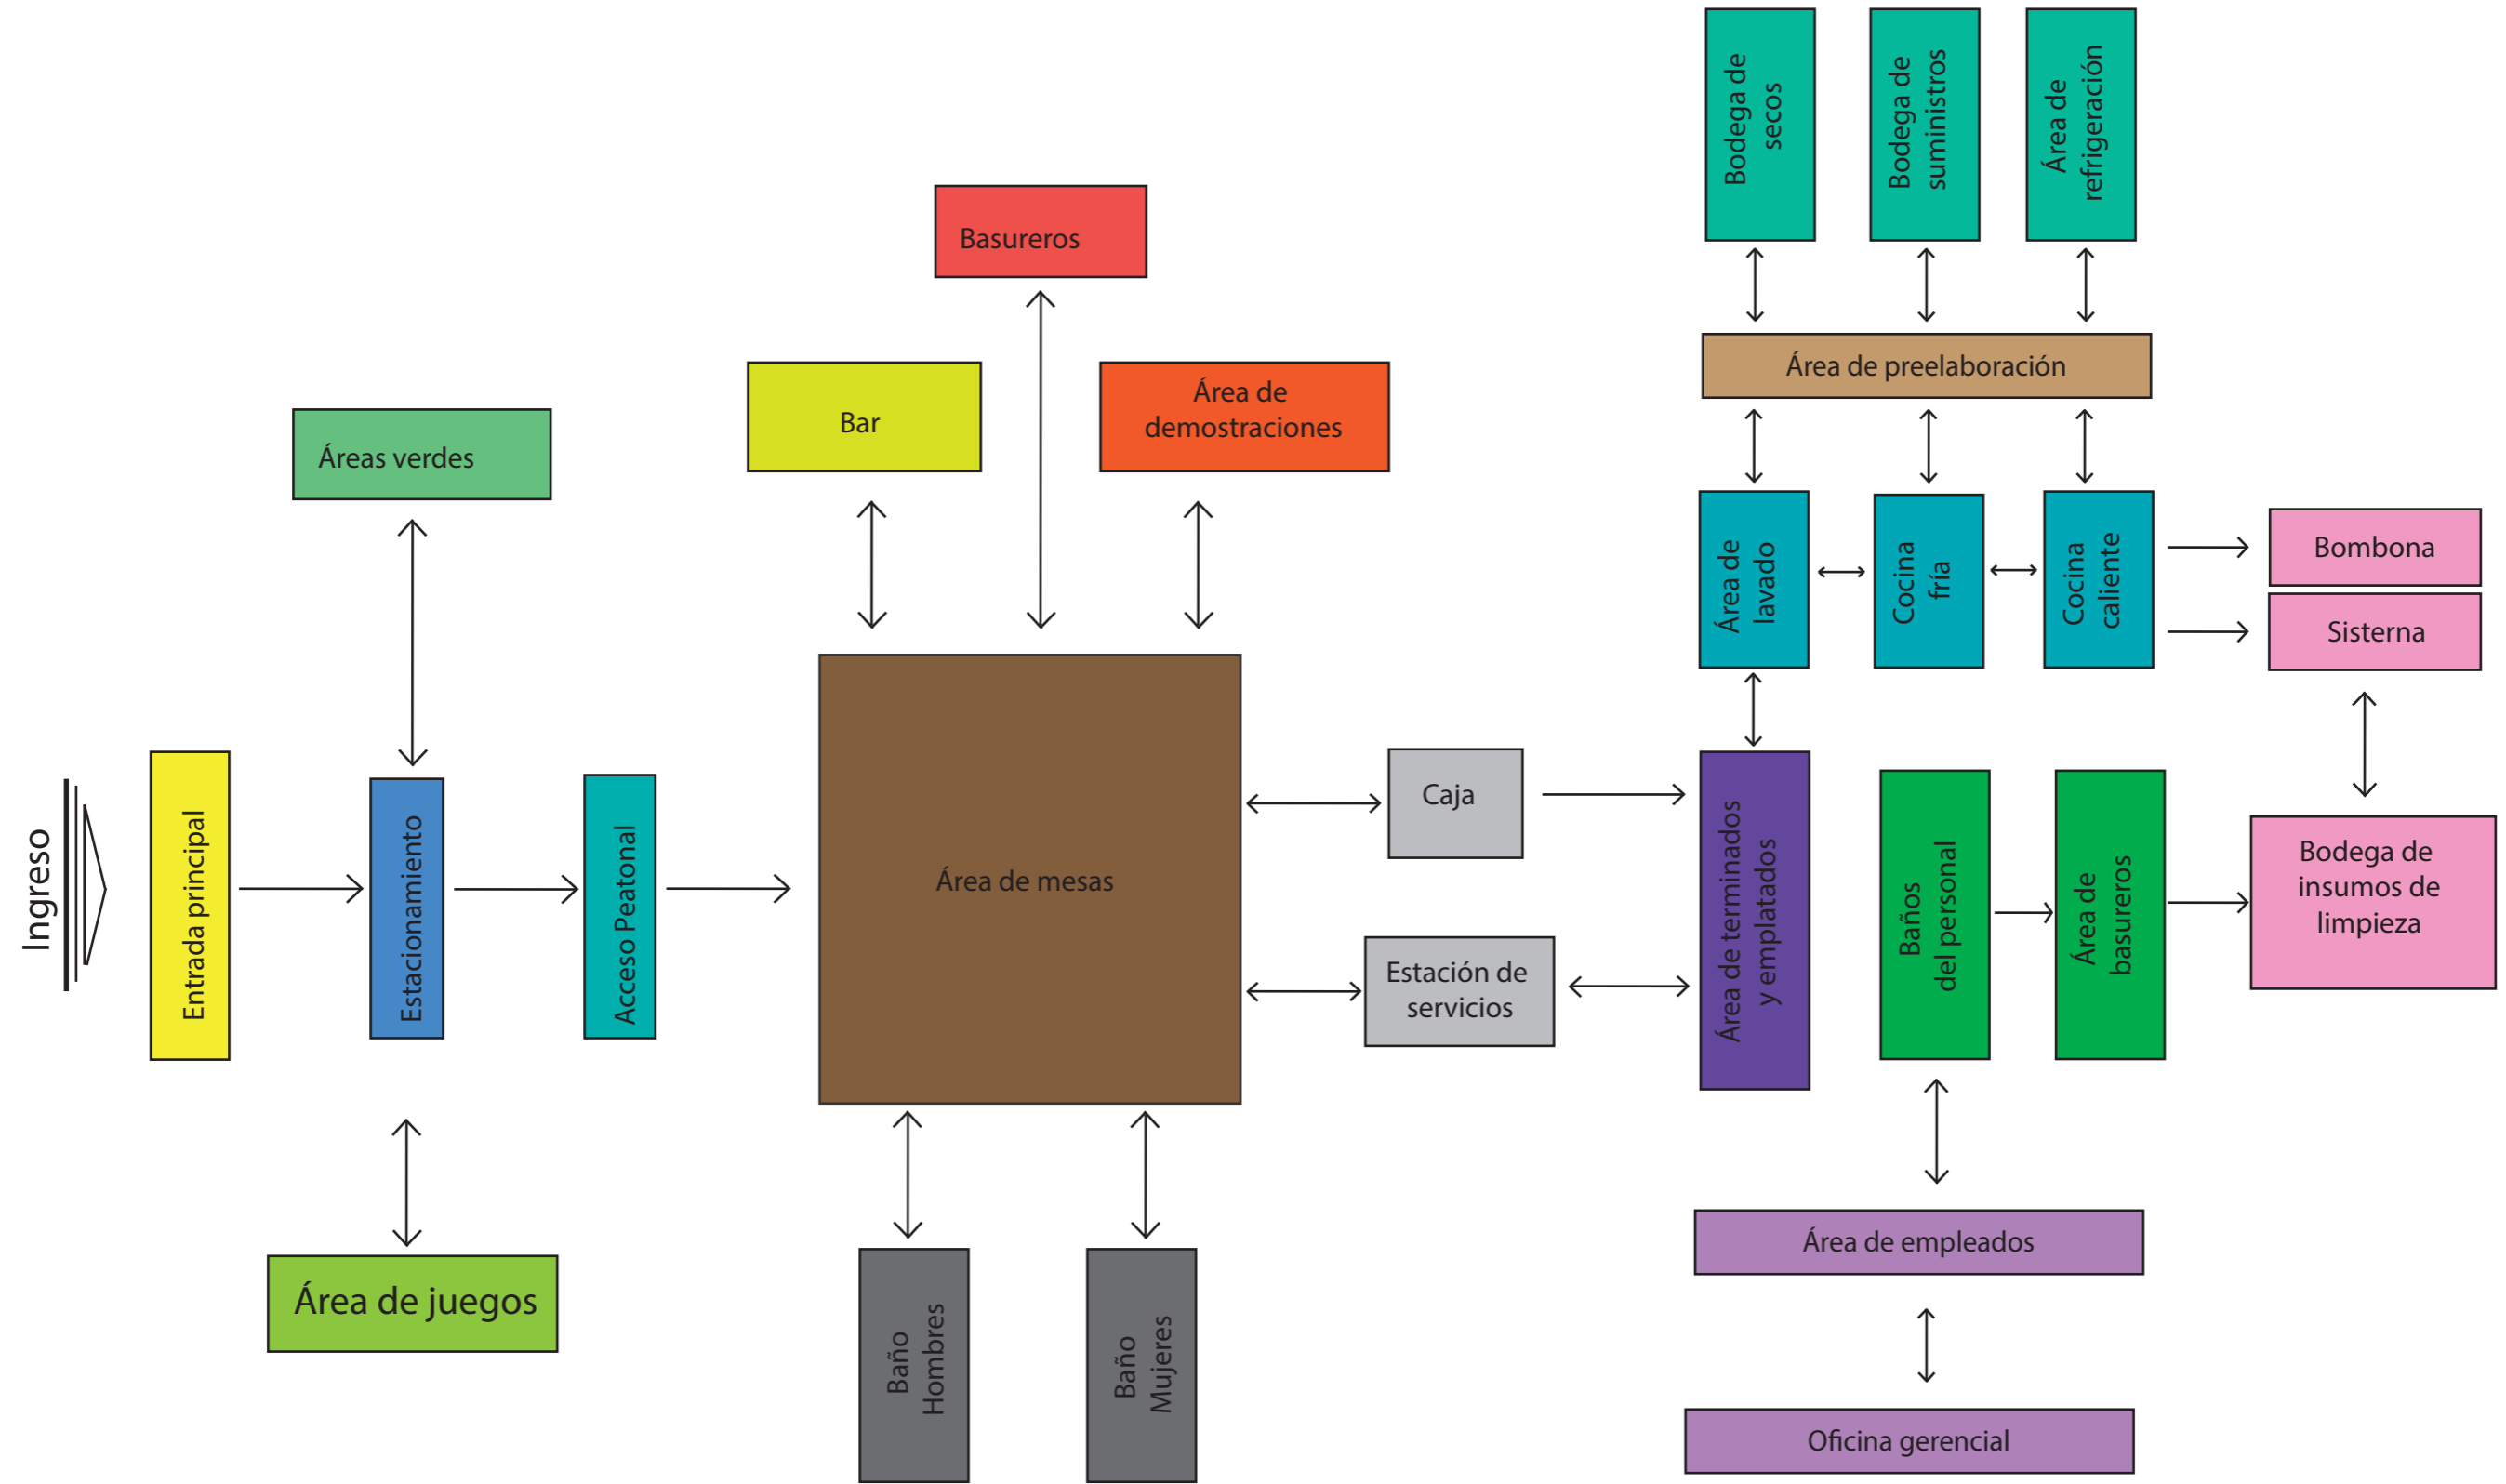 Ingreso
Entrada principal
Áreas verdes
Estacionamiento
Área de juegos
Acceso Peatonal
Basureros
Bar
Área de
demostraciones
Área de mesas
Baño
Hombres
Baño
Mujeres
Caja
Estación de
servicios
Bodega de
secos
Bodega de
suministros
Área de
refrigeración
Área de preelaboración
Área de
lavado
Cocina
fría
Cocina
caliente
Bombona
Sisterna
Área de terminados
y emplatados
Baños
del personal
Área de
basureros
Bodega de
insumos de
limpieza
Área de empleados
Oficina gerencial